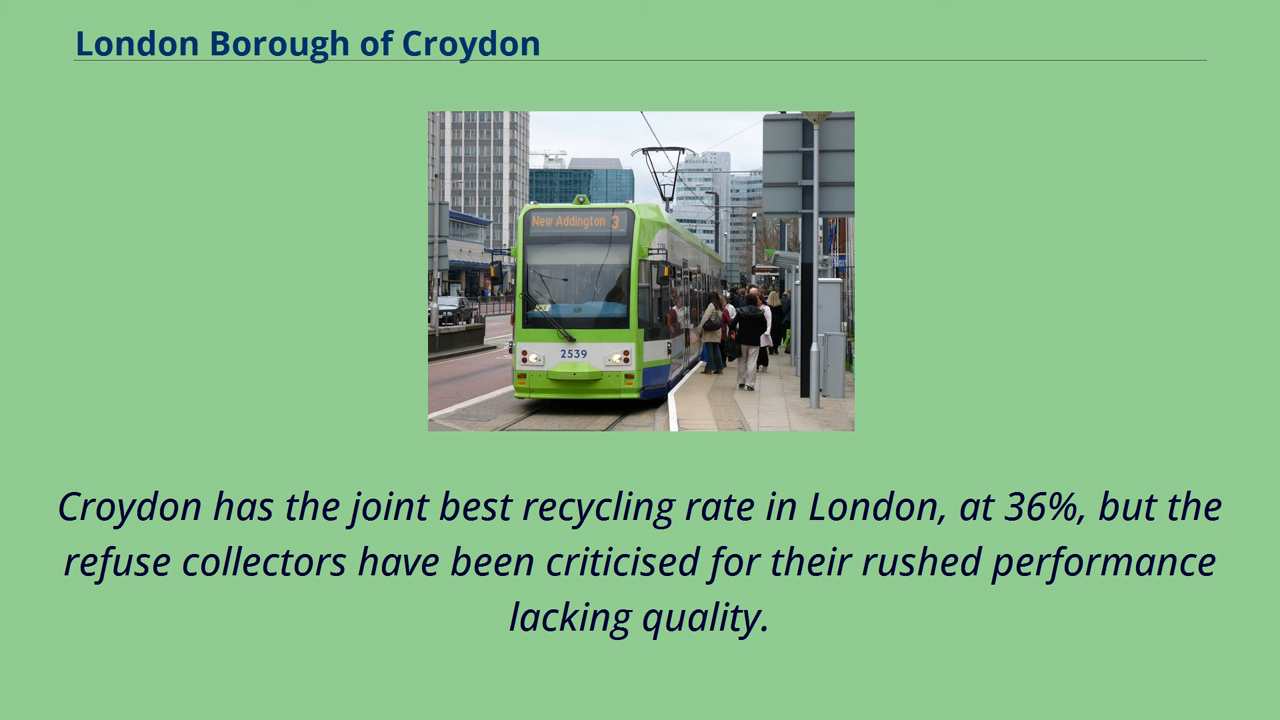 London Borough of Croydon
New Addington 3
2539
Croydon has the joint best recycling rate in London, at 36%, but the
refuse collectors have been criticised for their rushed performance
lacking quality.